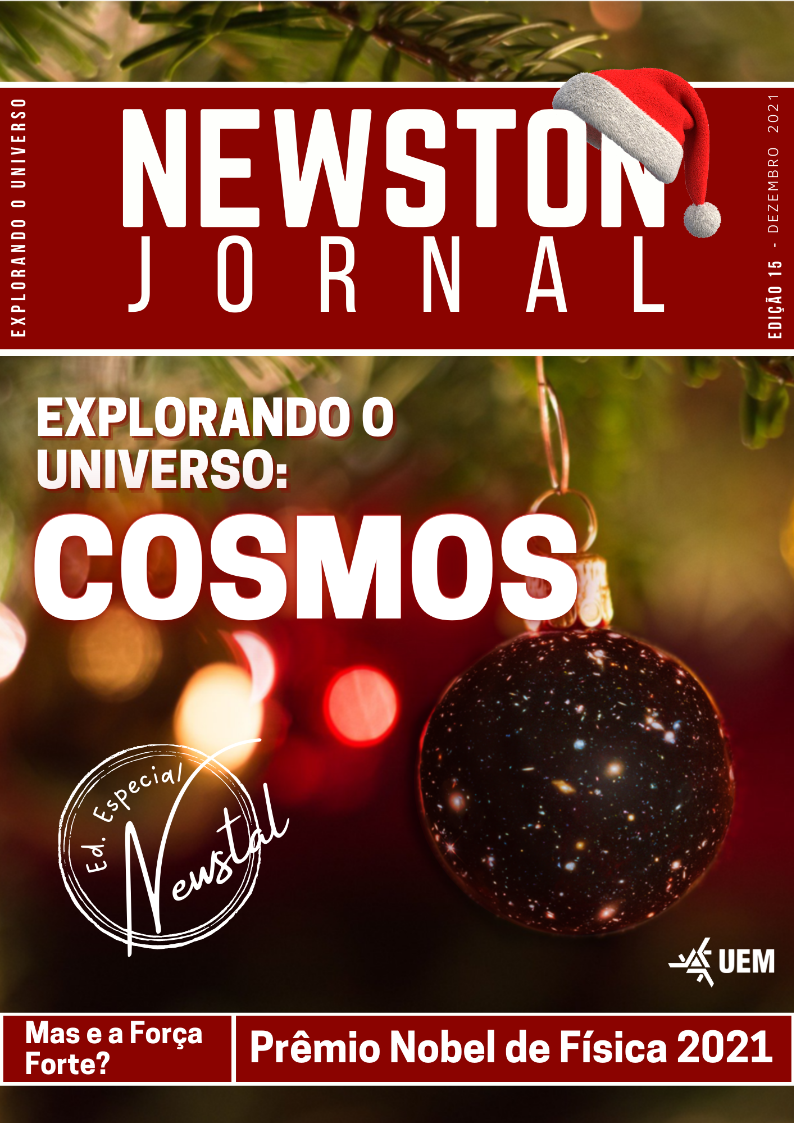 EXPLORANDO O UNIVERSO
NEWSTON
JORNAL
EDIÇÃO 15 - DEZEMBRO 2021
EXPLORANDO O
UNIVERSO:
COSMOS
Ed. Especial
Newstal
UEM
Mas e a Força
Forte?
Prêmio Nobel de Física 2021